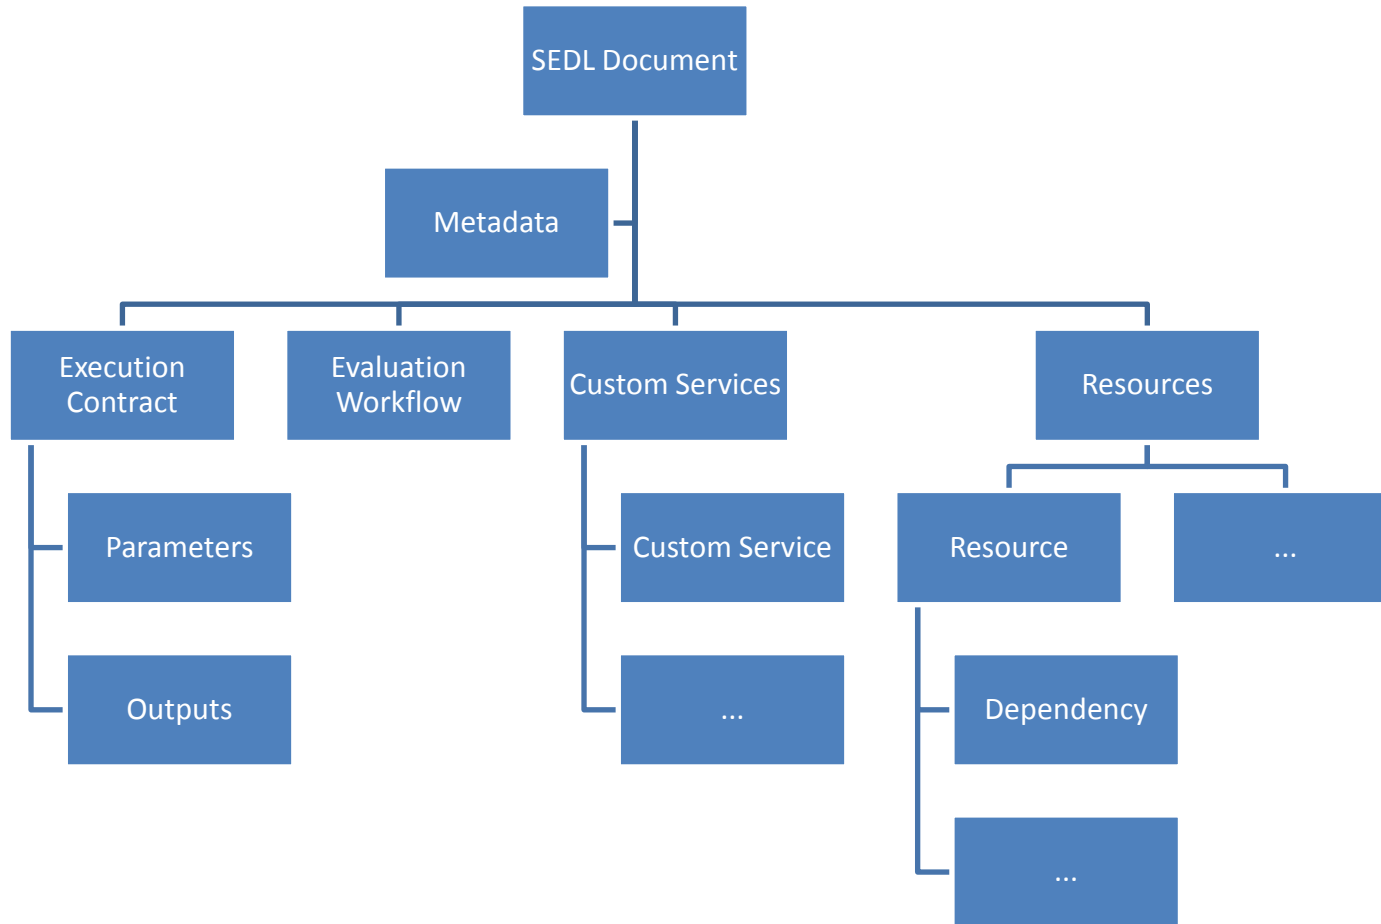 SEDL Document
Metadata
Execution
Contract
Evaluation
Workflow
Custom Services
Resources
Parameters
Custom Service
Resource
...
Outputs
...
Dependency
...